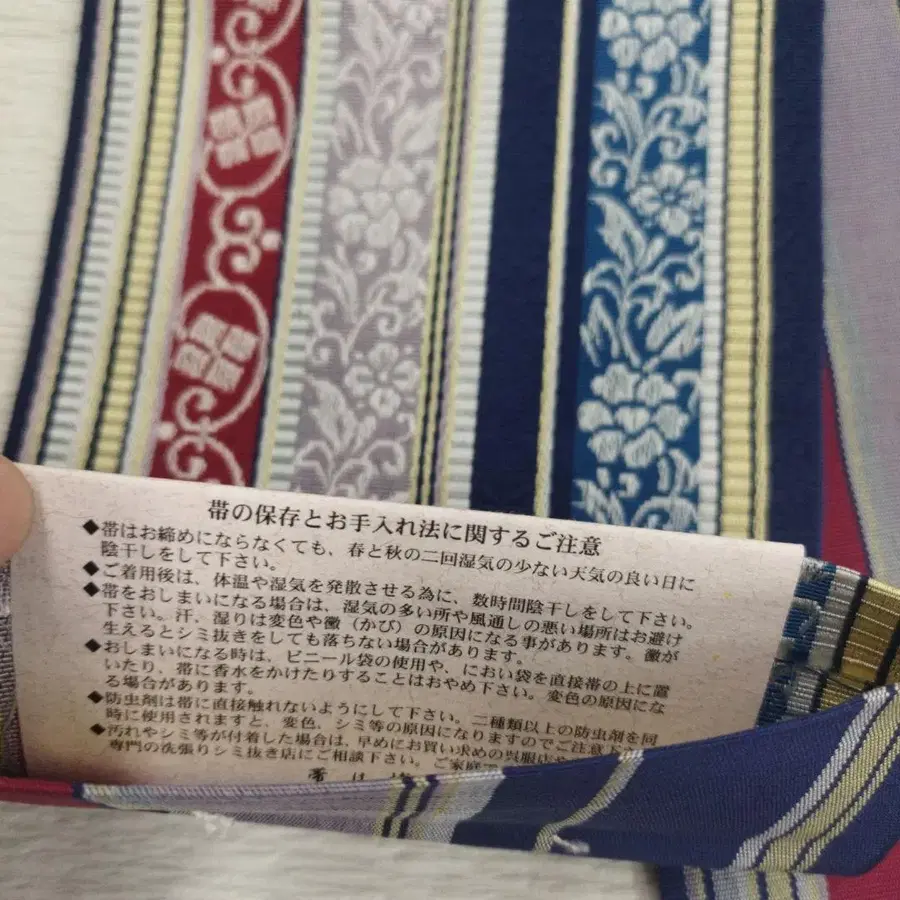 帯の保存とお手入れ法に関するご注意
◆帯はお締めにならなくても、春と秋の二回湿気の少ない天気の良い日に
陰干しをして下さい。
◆ご着用後は、体温や湿気を発散させる為に、数時間陰干しをして下さい。
◆帯をおしまいになる場合は、湿気の多い所や風通しの悪い場所はお避け
下さい。汗、湿りは変色や黴（かび）の原因になる事があります。黴が
生えるとシミ抜きをしても落ちない場合があります。
◆おしまいになる時は、ビニール袋の使用や、におい袋を直接帯の上に置
いたり、帯に香水をかけたりすることはおやめ下さい。変色の原因にな
る場合があります。
◆防虫剤は帯に直接触れないようにして下さい。二種類以上の防虫剤を同
時に使用されますと、変色、シミ等の原因になりますのでご注意下さ
◆汚れやシミ等が付着した場合は、早めにお買い求めの呉服店や
専門の洗張りシミ抜き店にご相談下さい。ご家庭で
帯は